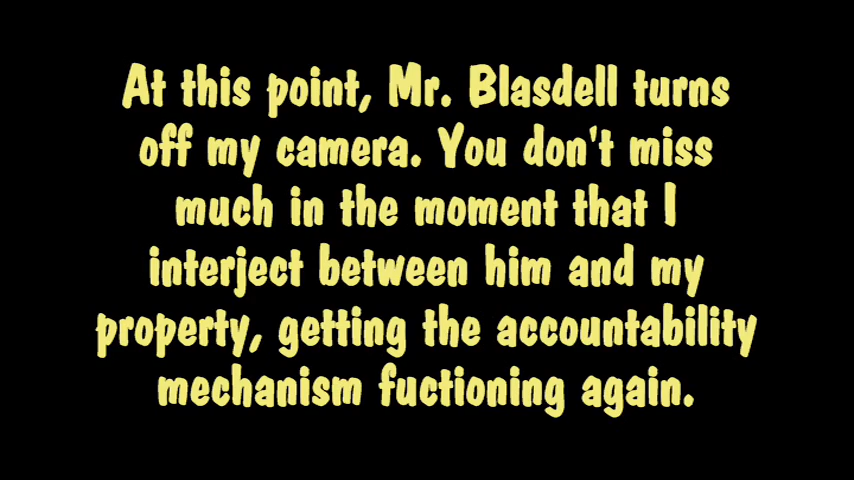 At this point, Mr. Blasdell turns
off my camera. You don't miss
much in the moment that I
interject between him and my
property, getting the accountability
mechanism fuctioning again.